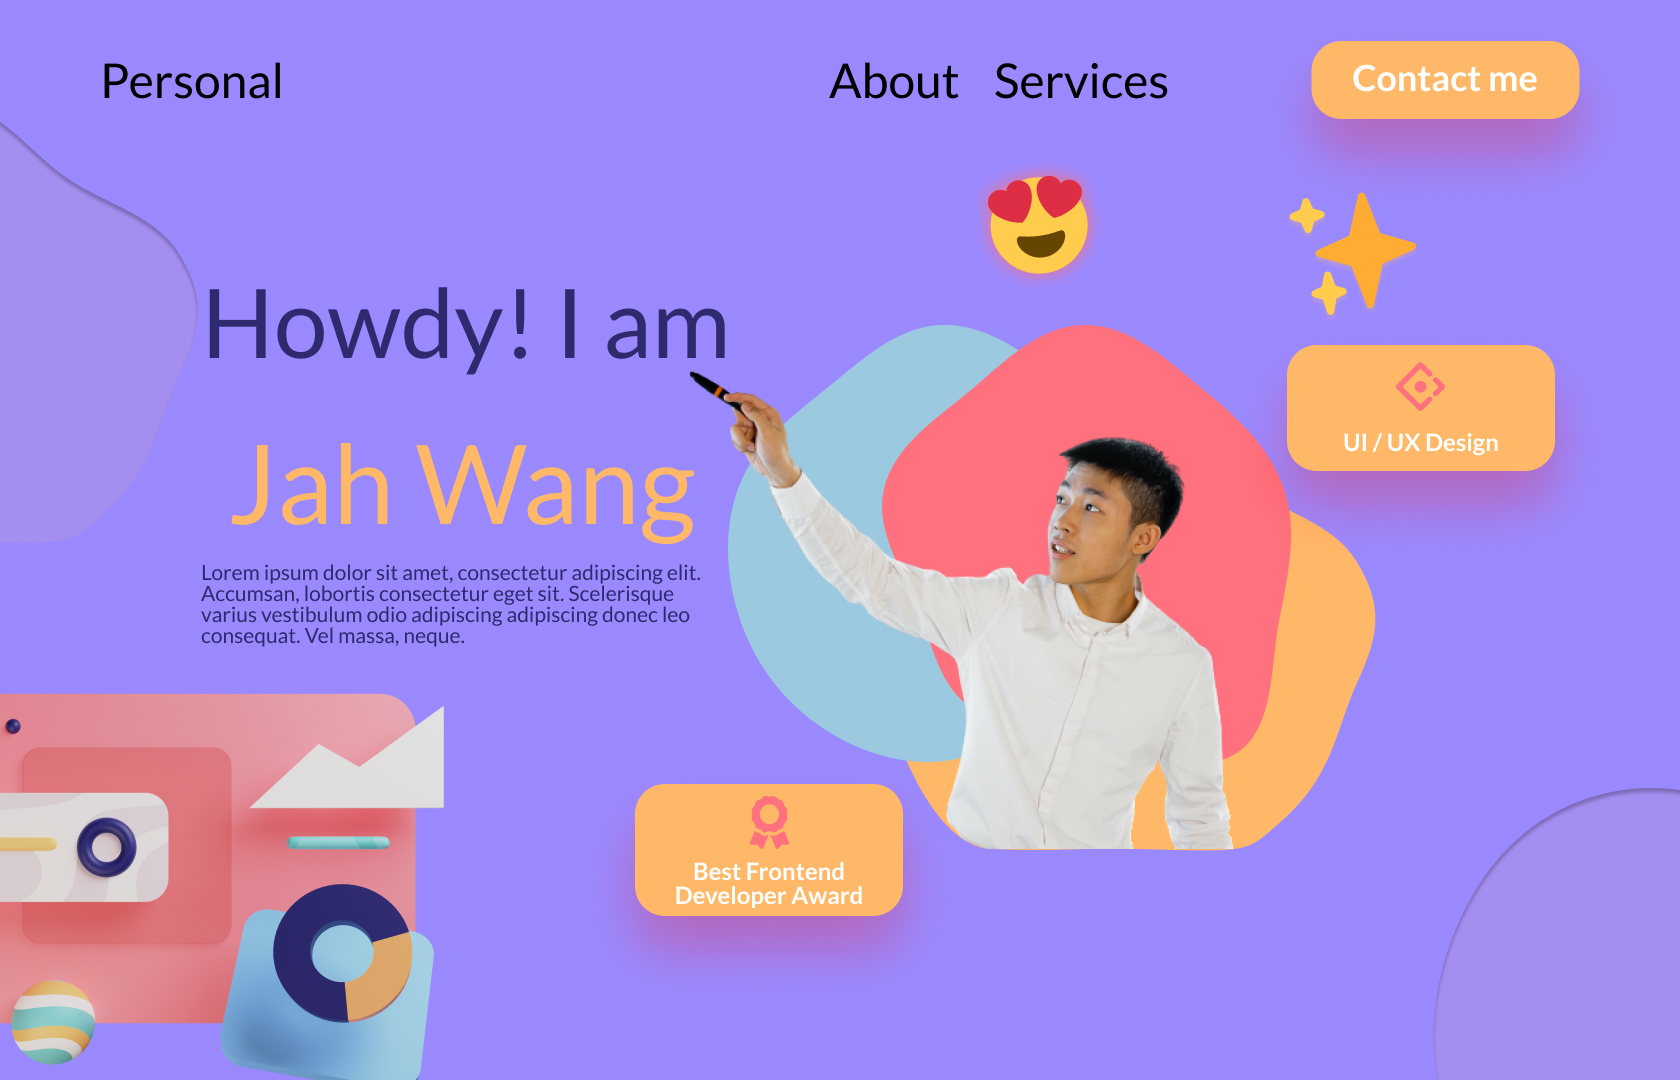 Personal
About Services
Contact me
Howdy! I am
Jah Wang
Lorem ipsum dolor sit amet, consectetur adipiscing elit.
Accumsan, lobortis consectetur eget sit. Scelerisque
varius vestibulum odio adipiscing adipiscing donec leo
consequat. Vel massa, neque.
UI / UX Design
Best Frontend
Developer Award